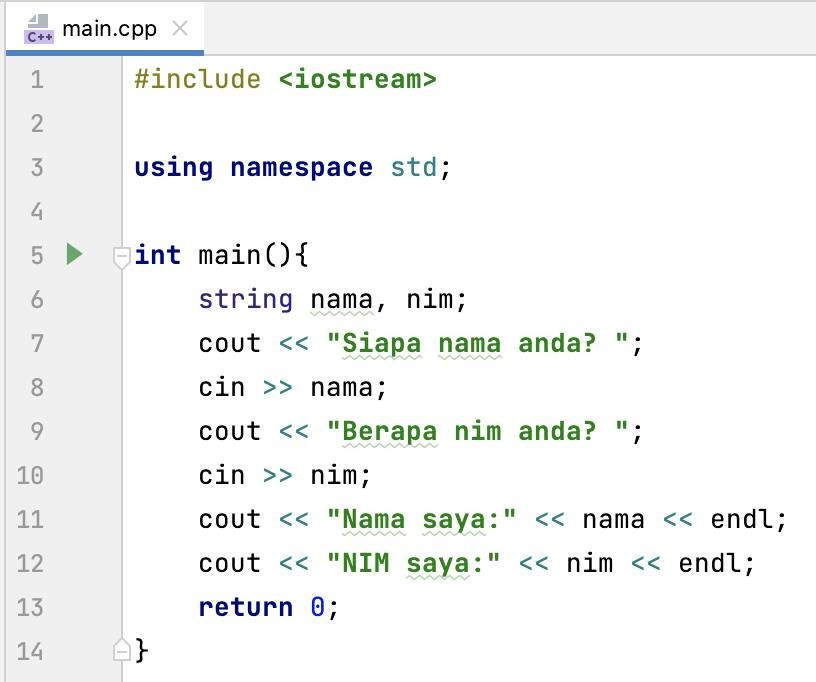 main.cpp
C++
1 #include <iostream>
2
3 using namespace std;
4
5 int main(){
6     string nama, nim;
7     cout << "Siapa nama anda? ";
8     cin >> nama;
9     cout << "Berapa nim anda? ";
10     cin >> nim;
11     cout << "Nama saya:" << nama << endl;
12     cout << "NIM saya:" << nim << endl;
13     return 0;
14 }